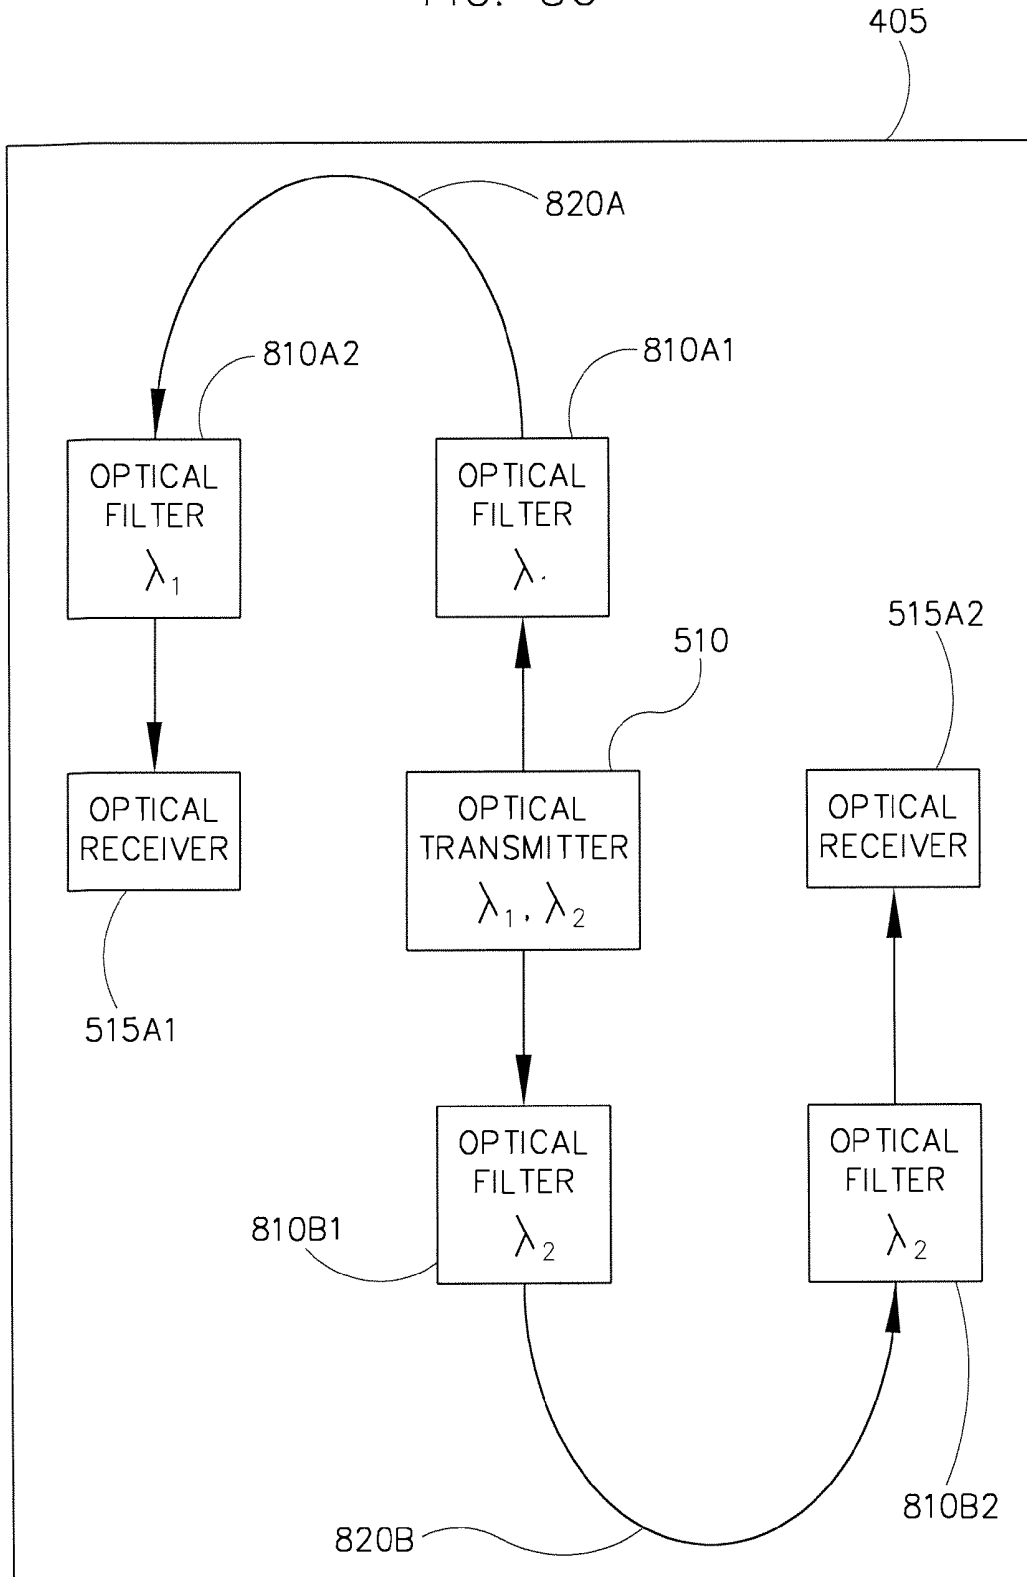 405
820A
810A2
810A1
OPTICAL
FILTER
λ₁
OPTICAL
FILTER
λ
515A2
510
OPTICAL
RECEIVER
OPTICAL
TRANSMITTER
λ₁, λ₂
OPTICAL
RECEIVER
515A1
OPTICAL
FILTER
λ₂
OPTICAL
FILTER
λ₂
810B1
810B2
820B